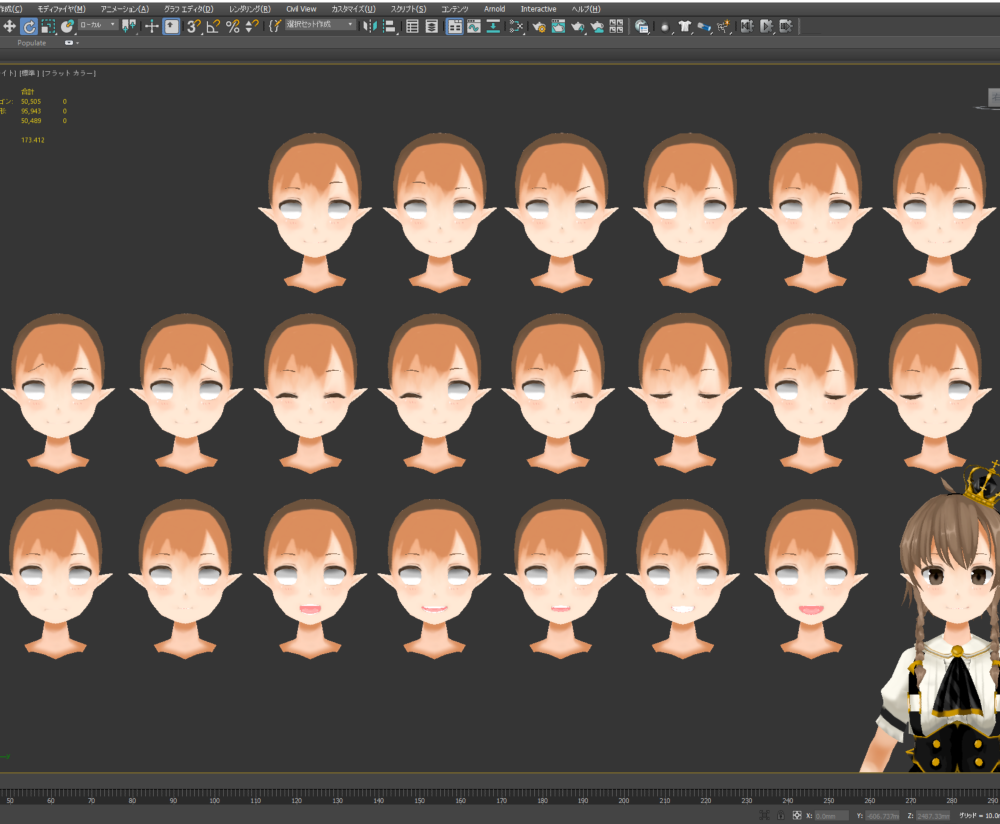 作成(C) モディファイヤ(M) アニメーション(A) グラフ エディタ(D) レンダリング(R) Civil View カスタマイズ(U) スクリプト(S) コンテンツ Arnold Interactive ヘルプ(H)
ローカル 3 選択セット作成
Populate
イト] [標準 ] [フラット カラー]
合計
ゴン: 50,505 0
形: 95,943 0
50,489 0
173.412
50 60 70 80 90 100 110 120 130 140 150 160 170 180 190 200 210 220 230 240 250 260 270 280 290
X: 0.0mm Y: -606.737m Z: 2487.33mm グリッド = 10.0